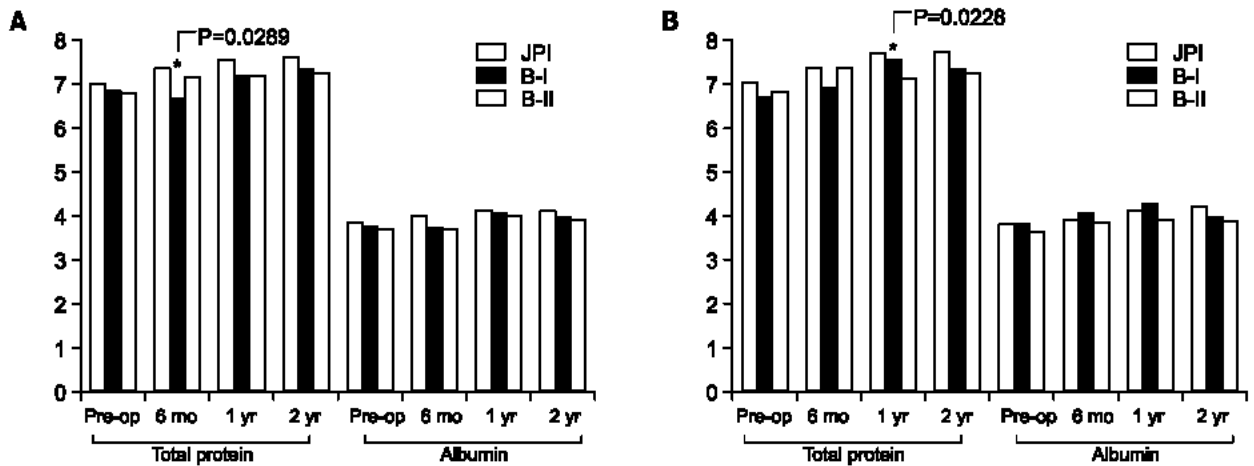 A
P=0.0289
*
JPI
B-I
B-II
8
7
6
5
4
3
2
1
0
Pre-op 6 mo 1 yr 2 yr Pre-op 6 mo 1 yr 2 yr
Total protein Albumin
B
P=0.0228
*
JPI
B-I
B-II
8
7
6
5
4
3
2
1
0
Pre-op 6 mo 1 yr 2 yr Pre-op 6 mo 1 yr 2 yr
Total protein Albumin